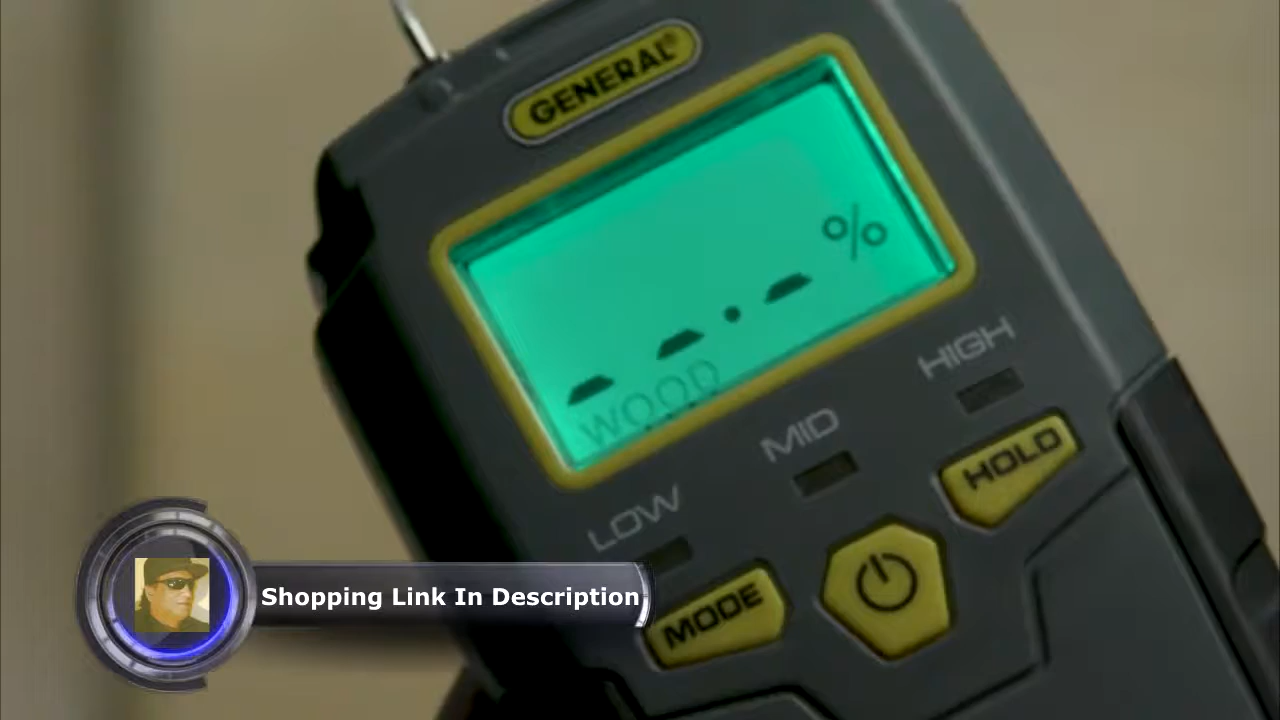 GENERAL®
- -.- %
WOOD
LOW MID HIGH
MODE HOLD
Shopping Link In Description